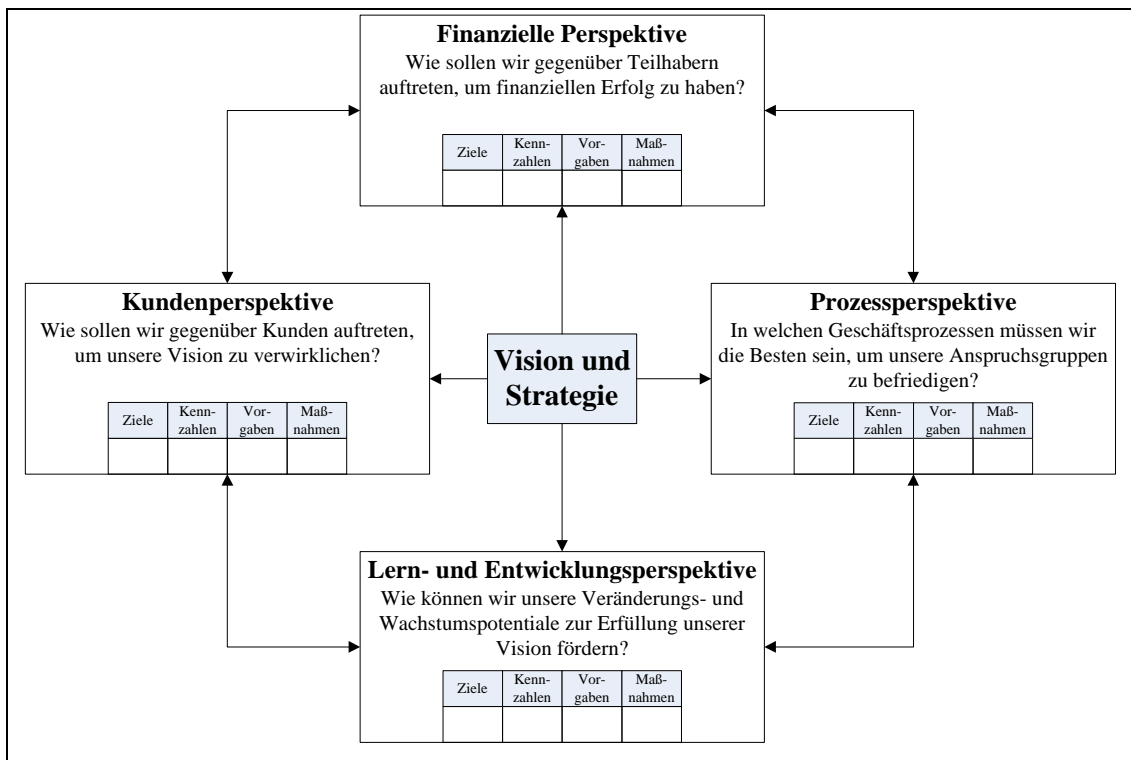 Finanzielle Perspektive
Wie sollen wir gegenüber Teilhabern
auftreten, um finanziellen Erfolg zu haben?
Ziele
Kenn-
zahlen
Vor-
gaben
Maß-
nahmen
Kundenperspektive
Wie sollen wir gegenüber Kunden auftreten,
um unsere Vision zu verwirklichen?
Ziele
Kenn-
zahlen
Vor-
gaben
Maß-
nahmen
Vision und
Strategie
Prozessperspektive
In welchen Geschäftsprozessen müssen wir
die Besten sein, um unsere Anspruchsgruppen
zu befriedigen?
Ziele
Kenn-
zahlen
Vor-
gaben
Maß-
nahmen
Lern- und Entwicklungsperspektive
Wie können wir unsere Veränderungs- und
Wachstumspotentiale zur Erfüllung unserer
Vision fördern?
Ziele
Kenn-
zahlen
Vor-
gaben
Maß-
nahmen